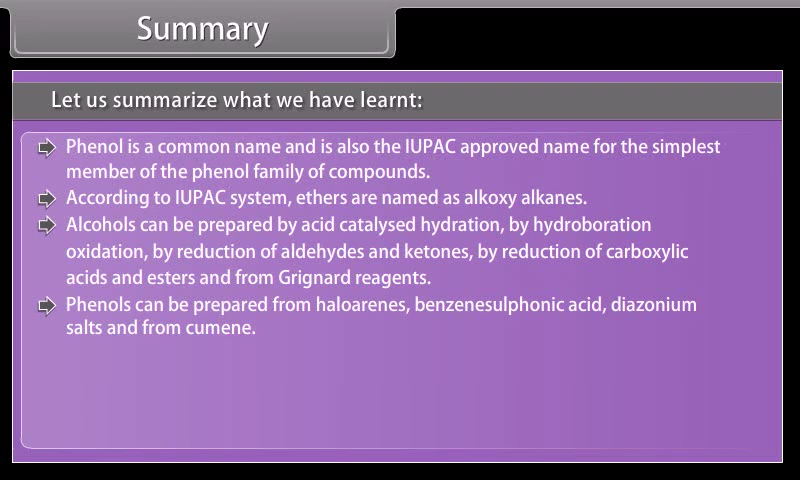 Summary
Let us summarize what we have learnt:
Phenol is a common name and is also the IUPAC approved name for the simplest
member of the phenol family of compounds.
According to IUPAC system, ethers are named as alkoxy alkanes.
Alcohols can be prepared by acid catalysed hydration, by hydroboration
oxidation, by reduction of aldehydes and ketones, by reduction of carboxylic
acids and esters and from Grignard reagents.
Phenols can be prepared from haloarenes, benzenesulphonic acid, diazonium
salts and from cumene.